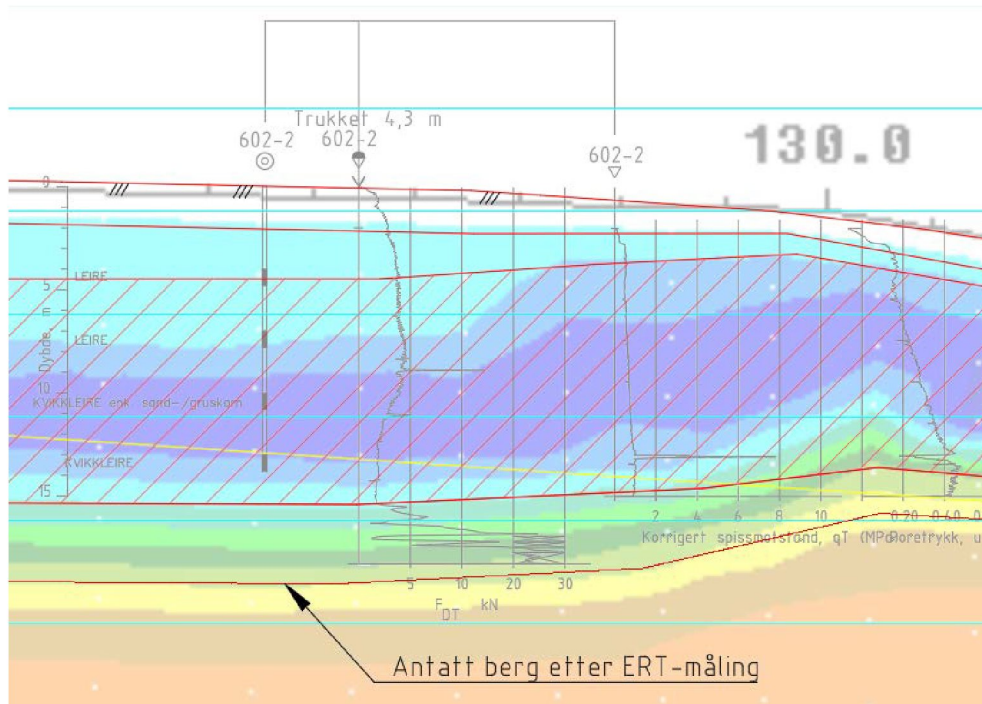 Trukket 4,3 m
602-2
602-2
602-2
130.0
0
LEIRE
5
LEIRE
Dybde, m
10
KVIKKLEIRE enk. sand-/gruskorn
KVIKKLEIRE
15
2 4 6 8 10
0.20 0.40
Korrigert spissmotstand, qT (MPa)
Poretrykk, u
5 10 20 30
FDT kN
Antatt berg etter ERT-måling